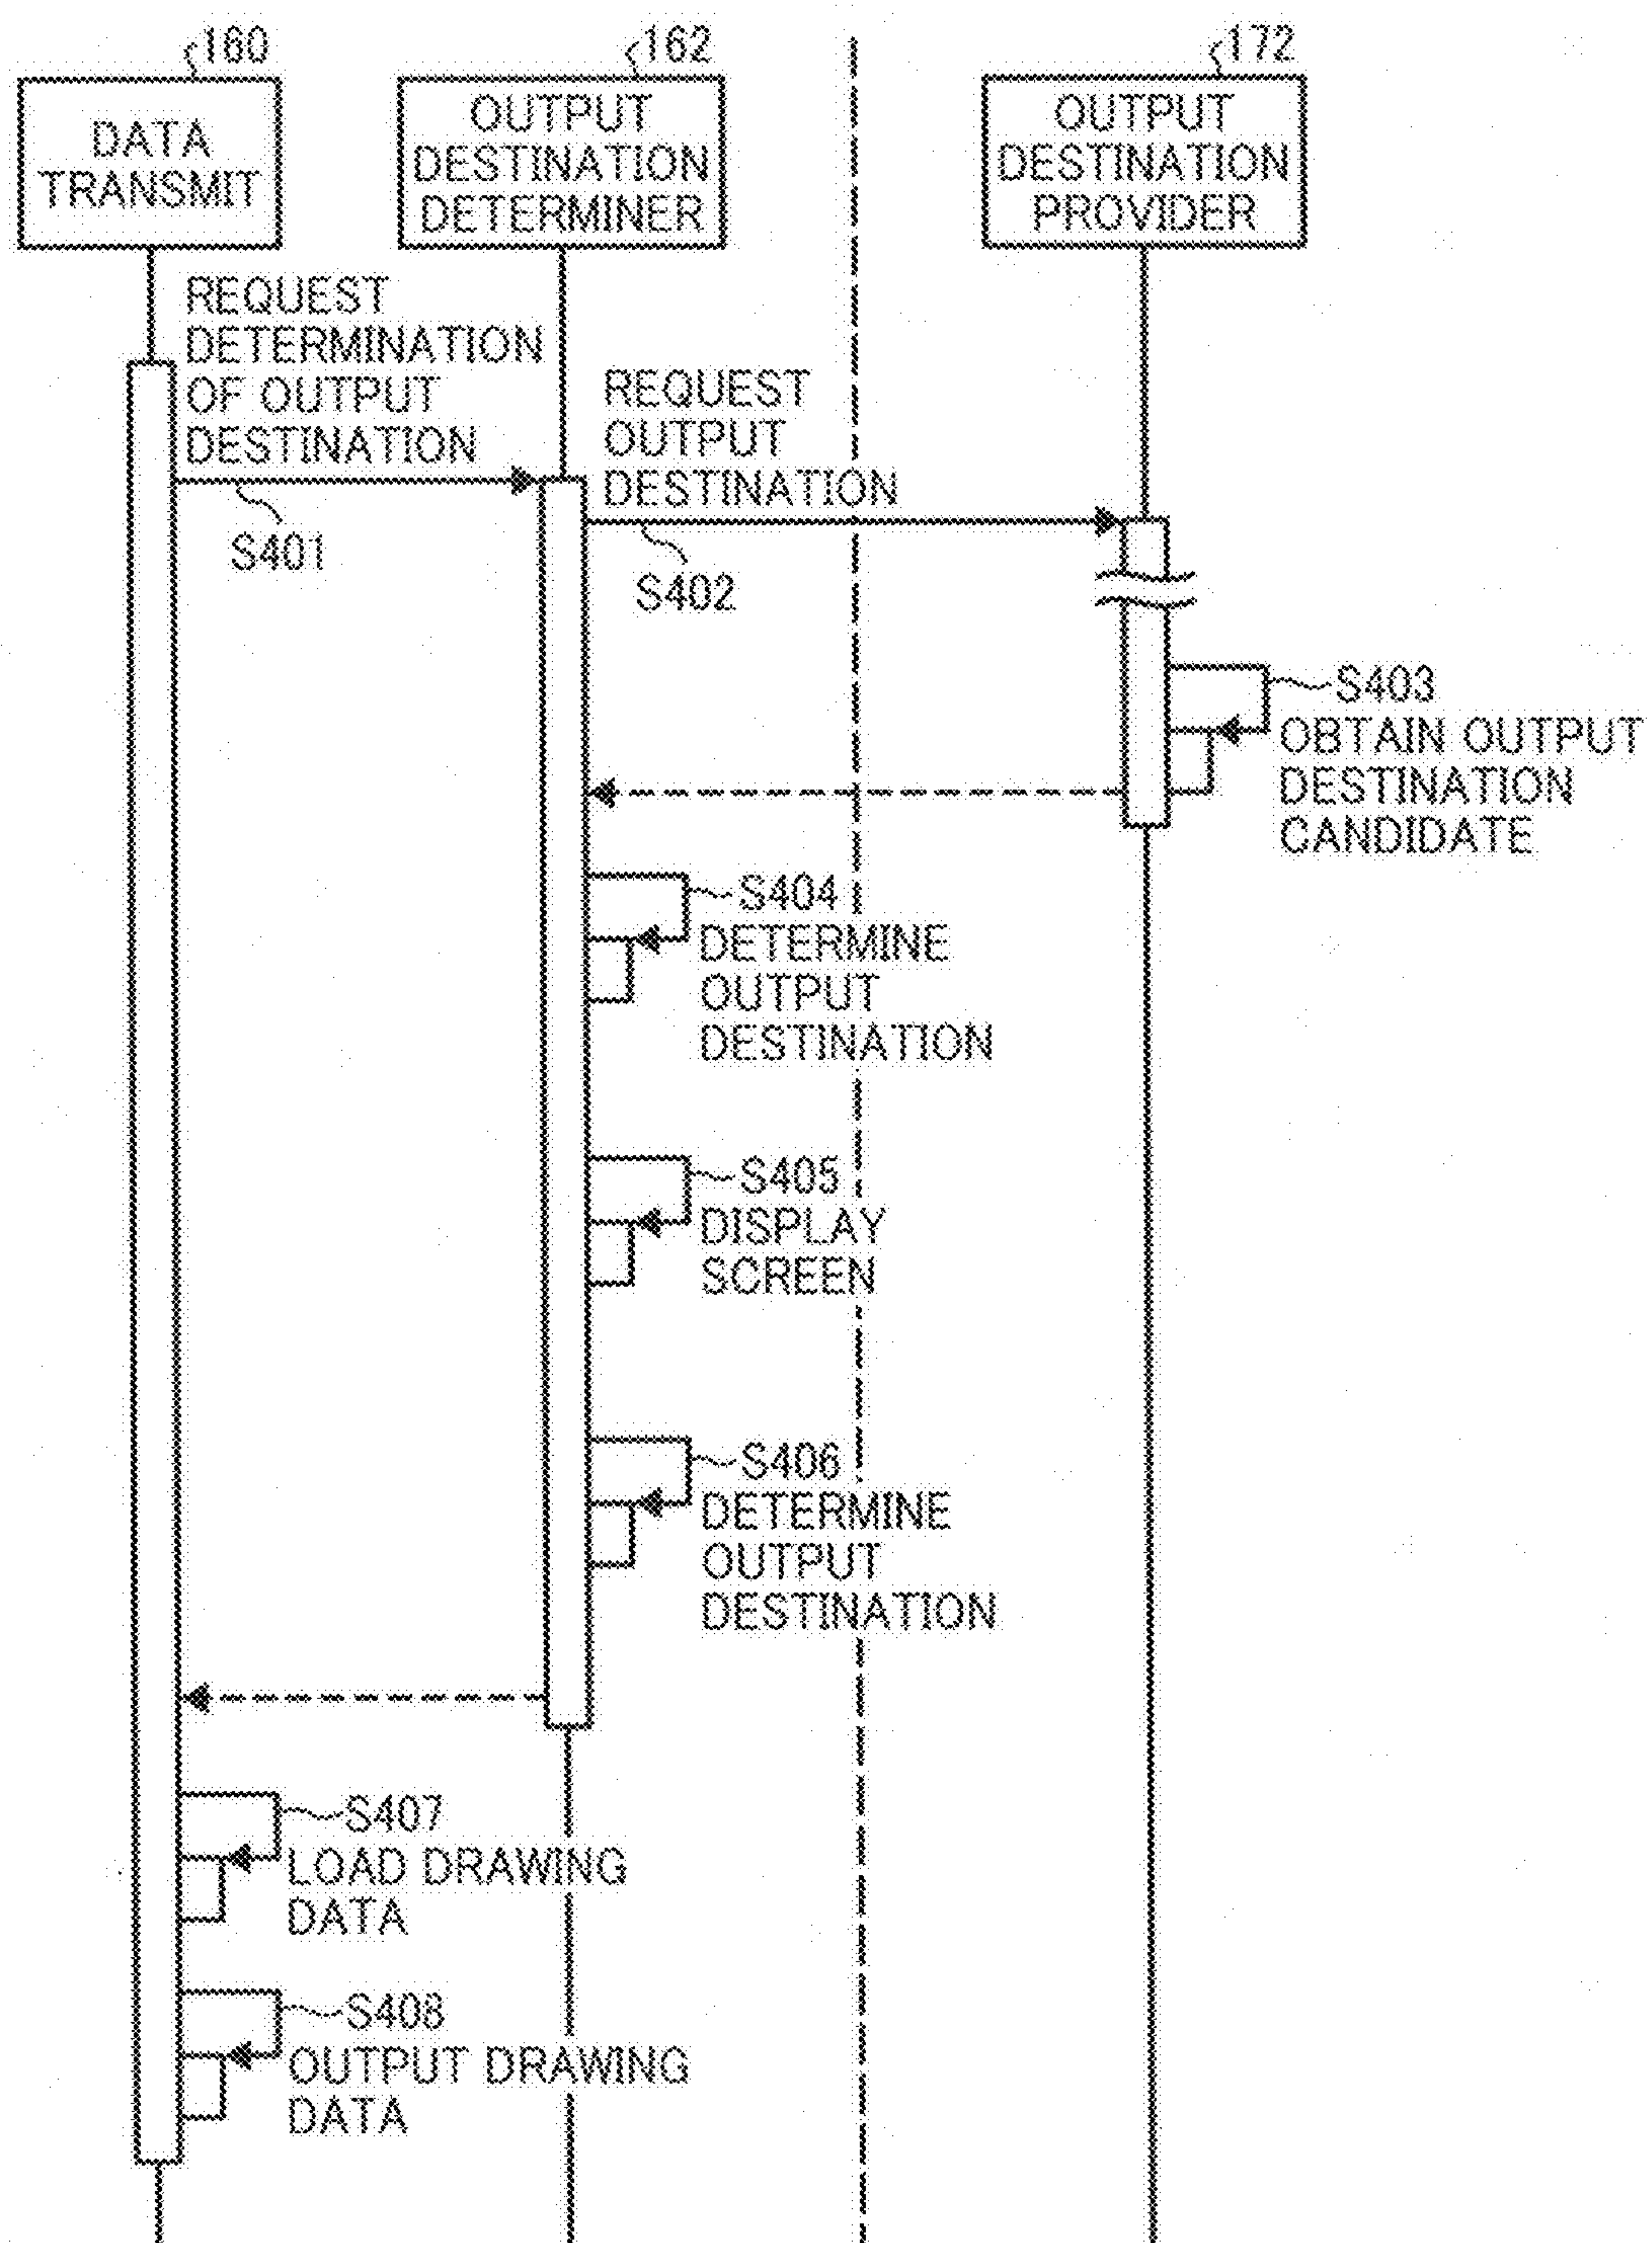 160
DATA
TRANSMIT
162
OUTPUT
DESTINATION
DETERMINER
172
OUTPUT
DESTINATION
PROVIDER
REQUEST
DETERMINATION
OF OUTPUT
DESTINATION
S401
REQUEST
OUTPUT
DESTINATION
S402
S403
OBTAIN OUTPUT
DESTINATION
CANDIDATE
S404
DETERMINE
OUTPUT
DESTINATION
S405
DISPLAY
SCREEN
S406
DETERMINE
OUTPUT
DESTINATION
S407
LOAD DRAWING
DATA
S408
OUTPUT DRAWING
DATA